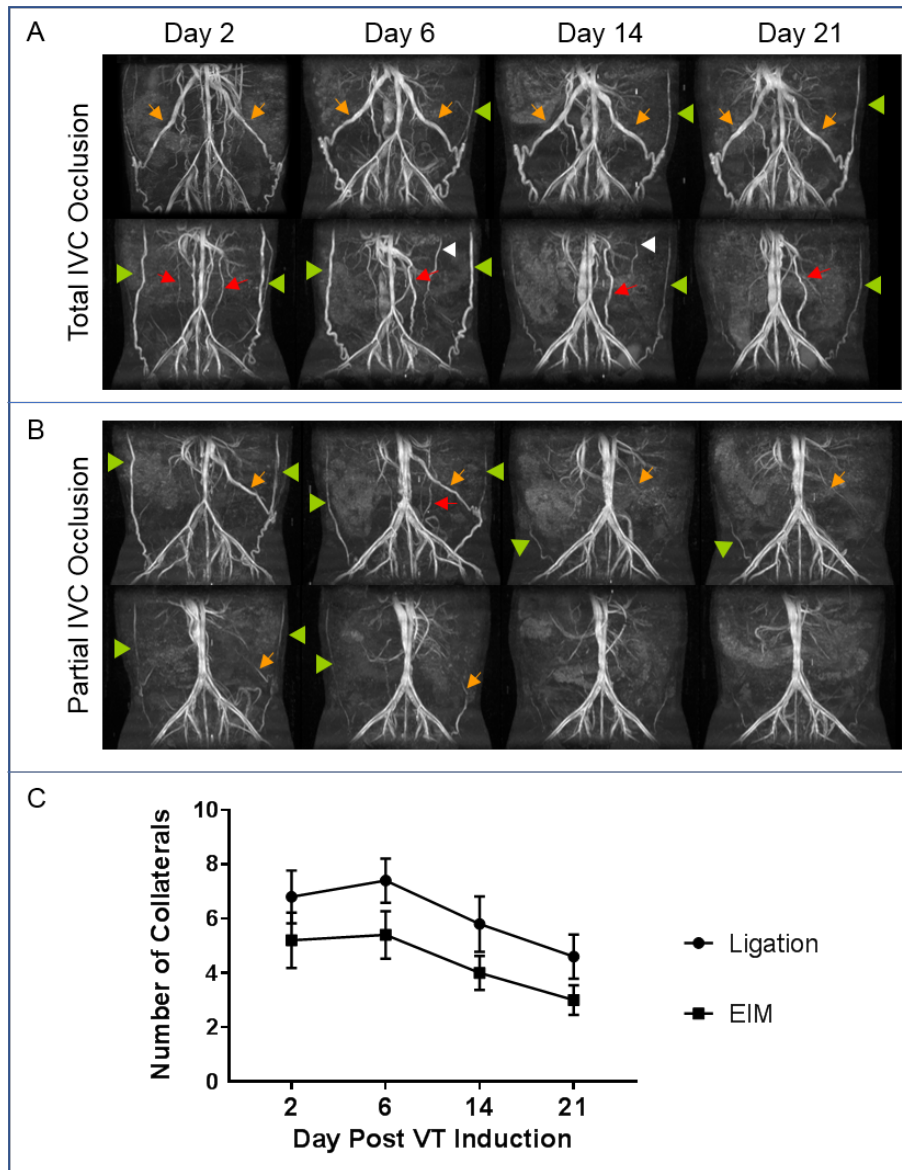 A
Day 2 Day 6 Day 14 Day 21
Total IVC Occlusion
B
Partial IVC Occlusion
C
10
8
6
4
2
0
Number of Collaterals
2 6 14 21
Day Post VT Induction
Ligation
EIM